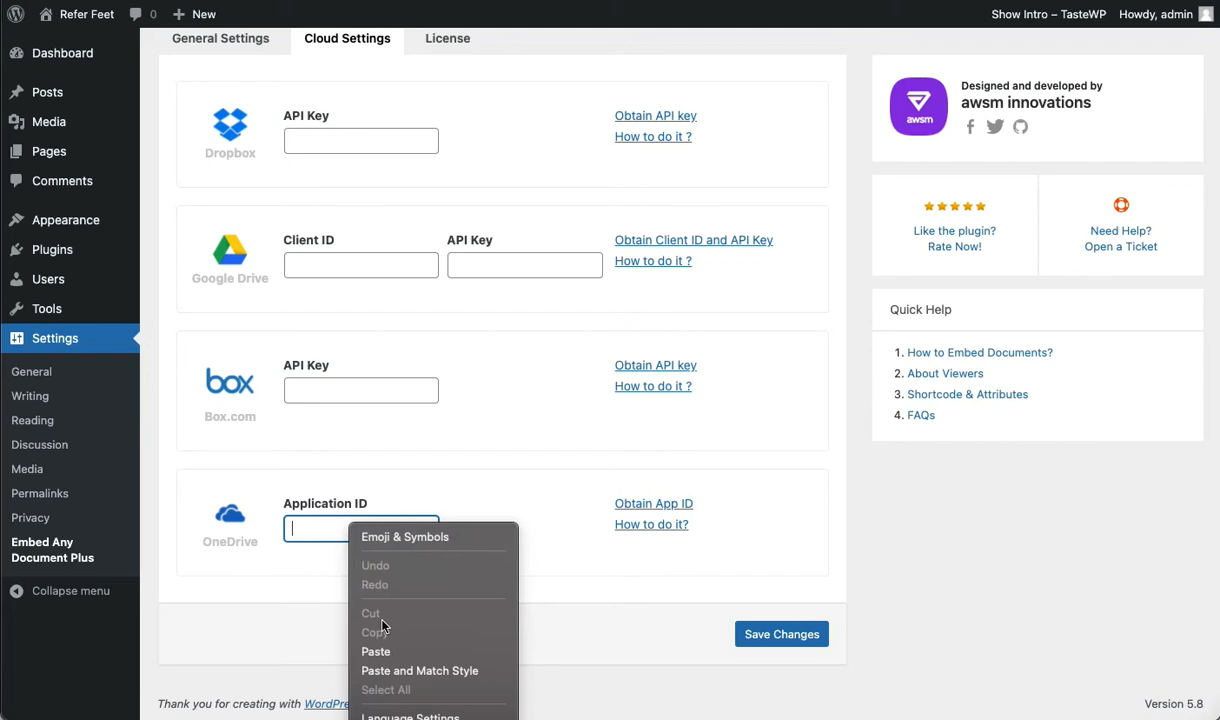 Refer Feet
0
New
Show Intro – TasteWP
Howdy, admin
Dashboard
Posts
Media
Pages
Comments
Appearance
Plugins
Users
Tools
Settings
General
Writing
Reading
Discussion
Media
Permalinks
Privacy
Embed Any
Document Plus
Collapse menu
General Settings
Cloud Settings
License
Dropbox
API Key
Obtain API key
How to do it ?
Google Drive
Client ID
API Key
Obtain Client ID and API Key
How to do it ?
box
Box.com
API Key
Obtain API key
How to do it ?
OneDrive
Application ID
Obtain App ID
How to do it?
Emoji & Symbols
Undo
Redo
Cut
Copy
Paste
Paste and Match Style
Select All
Language Settings
Save Changes
Thank you for creating with WordPre
Version 5.8
awsm
Designed and developed by
awsm innovations
Like the plugin?
Rate Now!
Need Help?
Open a Ticket
Quick Help
1. How to Embed Documents?
2. About Viewers
3. Shortcode & Attributes
4. FAQs